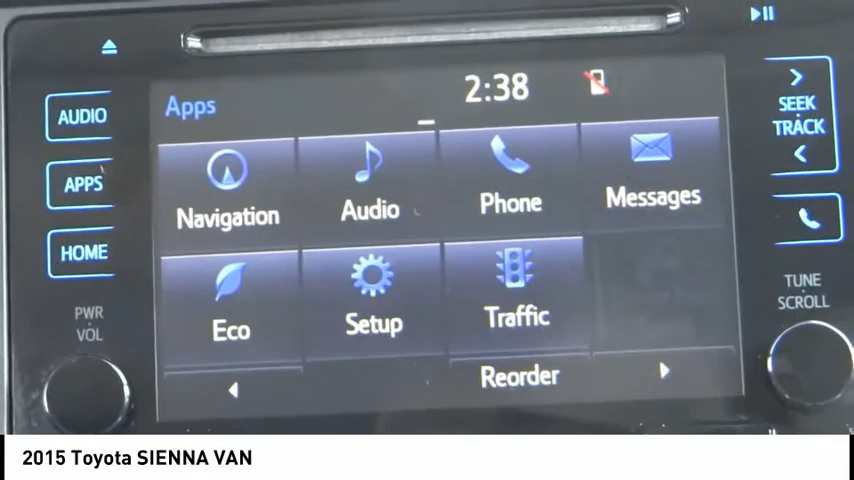 AUDIO
APPS
HOME
PWR
VOL
Apps
2:38
Navigation
Audio
Phone
Messages
Eco
Setup
Traffic
Reorder
SEEK
TRACK
TUNE
SCROLL
2015 Toyota SIENNA VAN